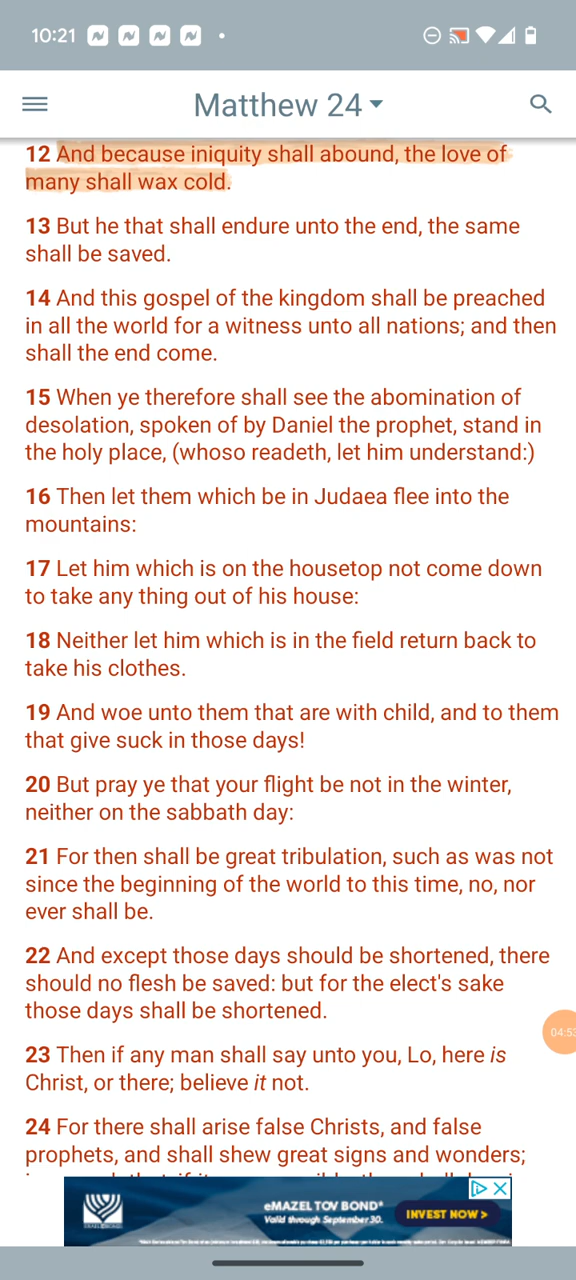 10:21
Matthew 24
12 And because iniquity shall abound, the love of
many shall wax cold.
13 But he that shall endure unto the end, the same
shall be saved.
14 And this gospel of the kingdom shall be preached
in all the world for a witness unto all nations; and then
shall the end come.
15 When ye therefore shall see the abomination of
desolation, spoken of by Daniel the prophet, stand in
the holy place, (whoso readeth, let him understand:)
16 Then let them which be in Judaea flee into the
mountains:
17 Let him which is on the housetop not come down
to take any thing out of his house:
18 Neither let him which is in the field return back to
take his clothes.
19 And woe unto them that are with child, and to them
that give suck in those days!
20 But pray ye that your flight be not in the winter,
neither on the sabbath day:
21 For then shall be great tribulation, such as was not
since the beginning of the world to this time, no, nor
ever shall be.
22 And except those days should be shortened, there
should no flesh be saved: but for the elect's sake
those days shall be shortened.
04:53
23 Then if any man shall say unto you, Lo, here is
Christ, or there; believe it not.
24 For there shall arise false Christs, and false
prophets, and shall shew great signs and wonders;
eMAZEL TOV BOND*
Valid through September 30.
INVEST NOW >
ISRAEL BONDS